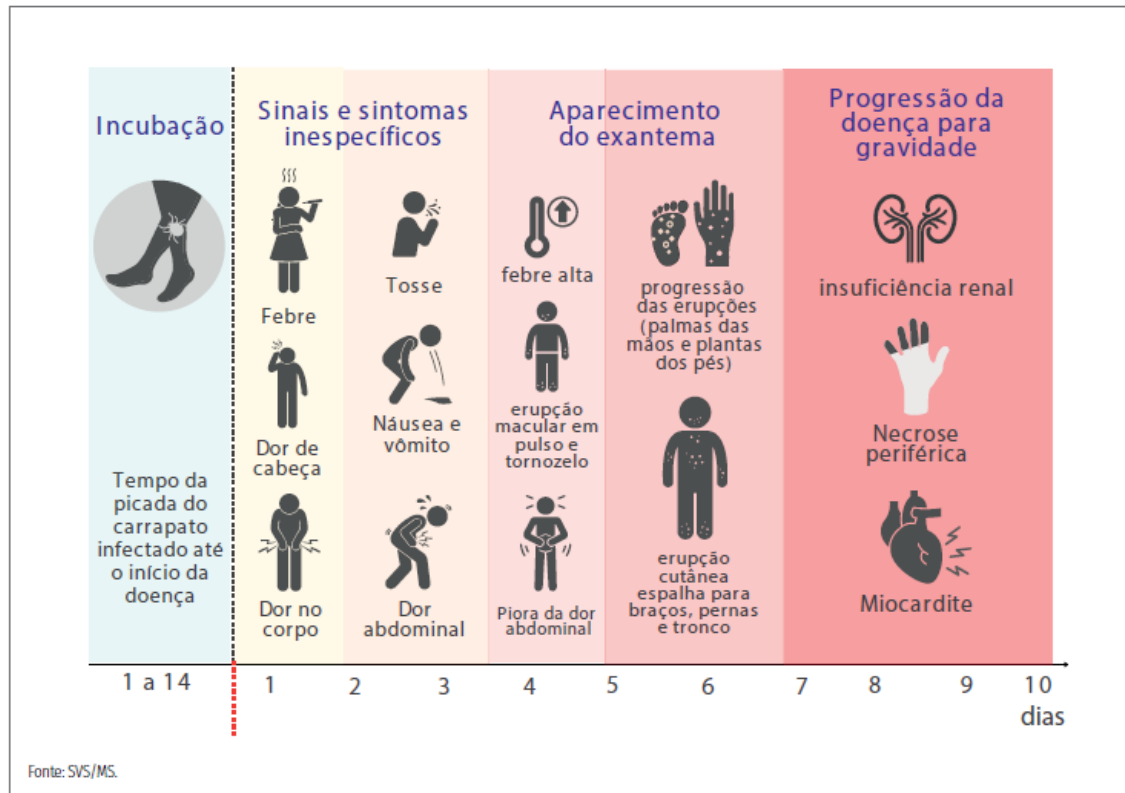 Incubação
Tempo da
picada do
carrapato
infectado até
o início da
doença
Sinais e sintomas
inespecíficos
Febre
Dor de
cabeça
Dor no
corpo
Tosse
Náusea e
vômito
Dor
abdominal
Aparecimento
do exantema
febre alta
erupção
macular em
pulso e
tornozelo
Piora da dor
abdominal
progressão
das erupções
(palmas das
mãos e plantas
dos pés)
erupção
cutânea
espalha para
braços, pernas
e tronco
Progressão da
doença para
gravidade
insuficiência renal
Necrose
periférica
Miocardite
1 a 14 1 2 3 4 5 6 7 8 9 10
dias
Fonte: SVS/MS.